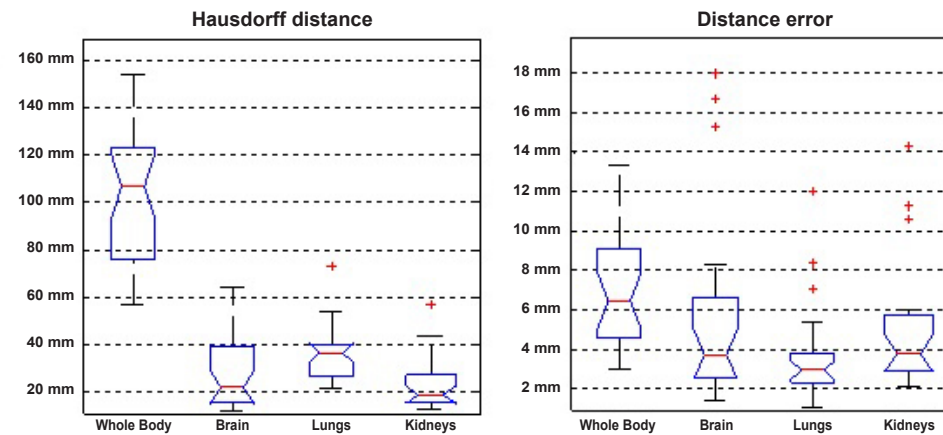 Hausdorff distance
160 mm
140 mm
120 mm
100 mm
80 mm
60 mm
40 mm
20 mm
Whole Body Brain Lungs Kidneys
Distance error
18 mm
16 mm
14 mm
12 mm
10 mm
8 mm
6 mm
4 mm
2 mm
Whole Body Brain Lungs Kidneys